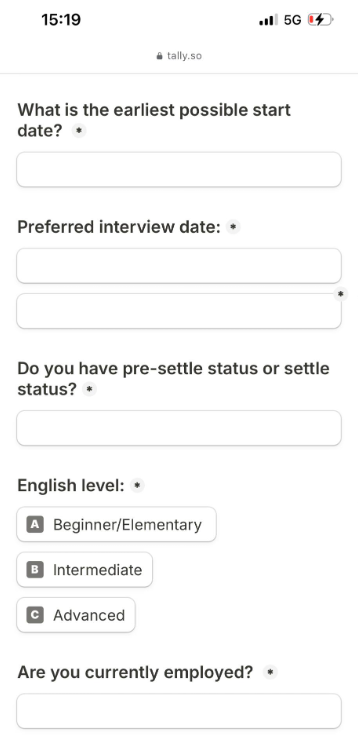 15:19
5G
tally.so
What is the earliest possible start
date? *
Preferred interview date: *
*
Do you have pre-settle status or settle
status? *
English level: *
A Beginner/Elementary
B Intermediate
C Advanced
Are you currently employed? *